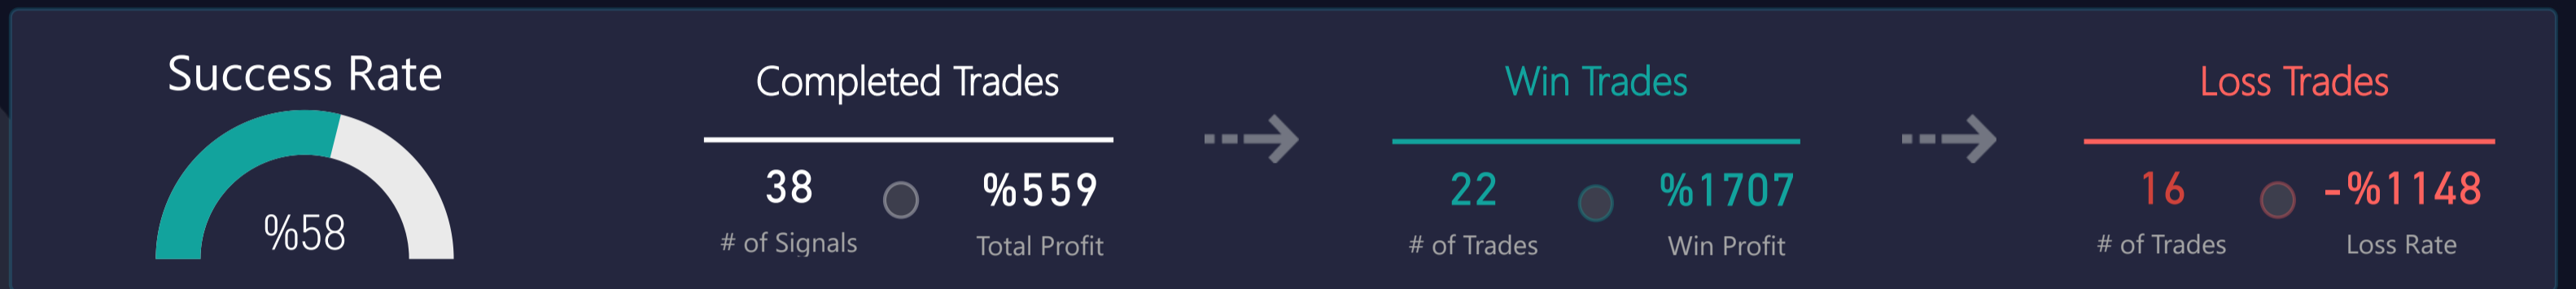 Success Rate
%58
Completed Trades
38
# of Signals
%559
Total Profit
Win Trades
22
# of Trades
%1707
Win Profit
Loss Trades
16
# of Trades
-%1148
Loss Rate